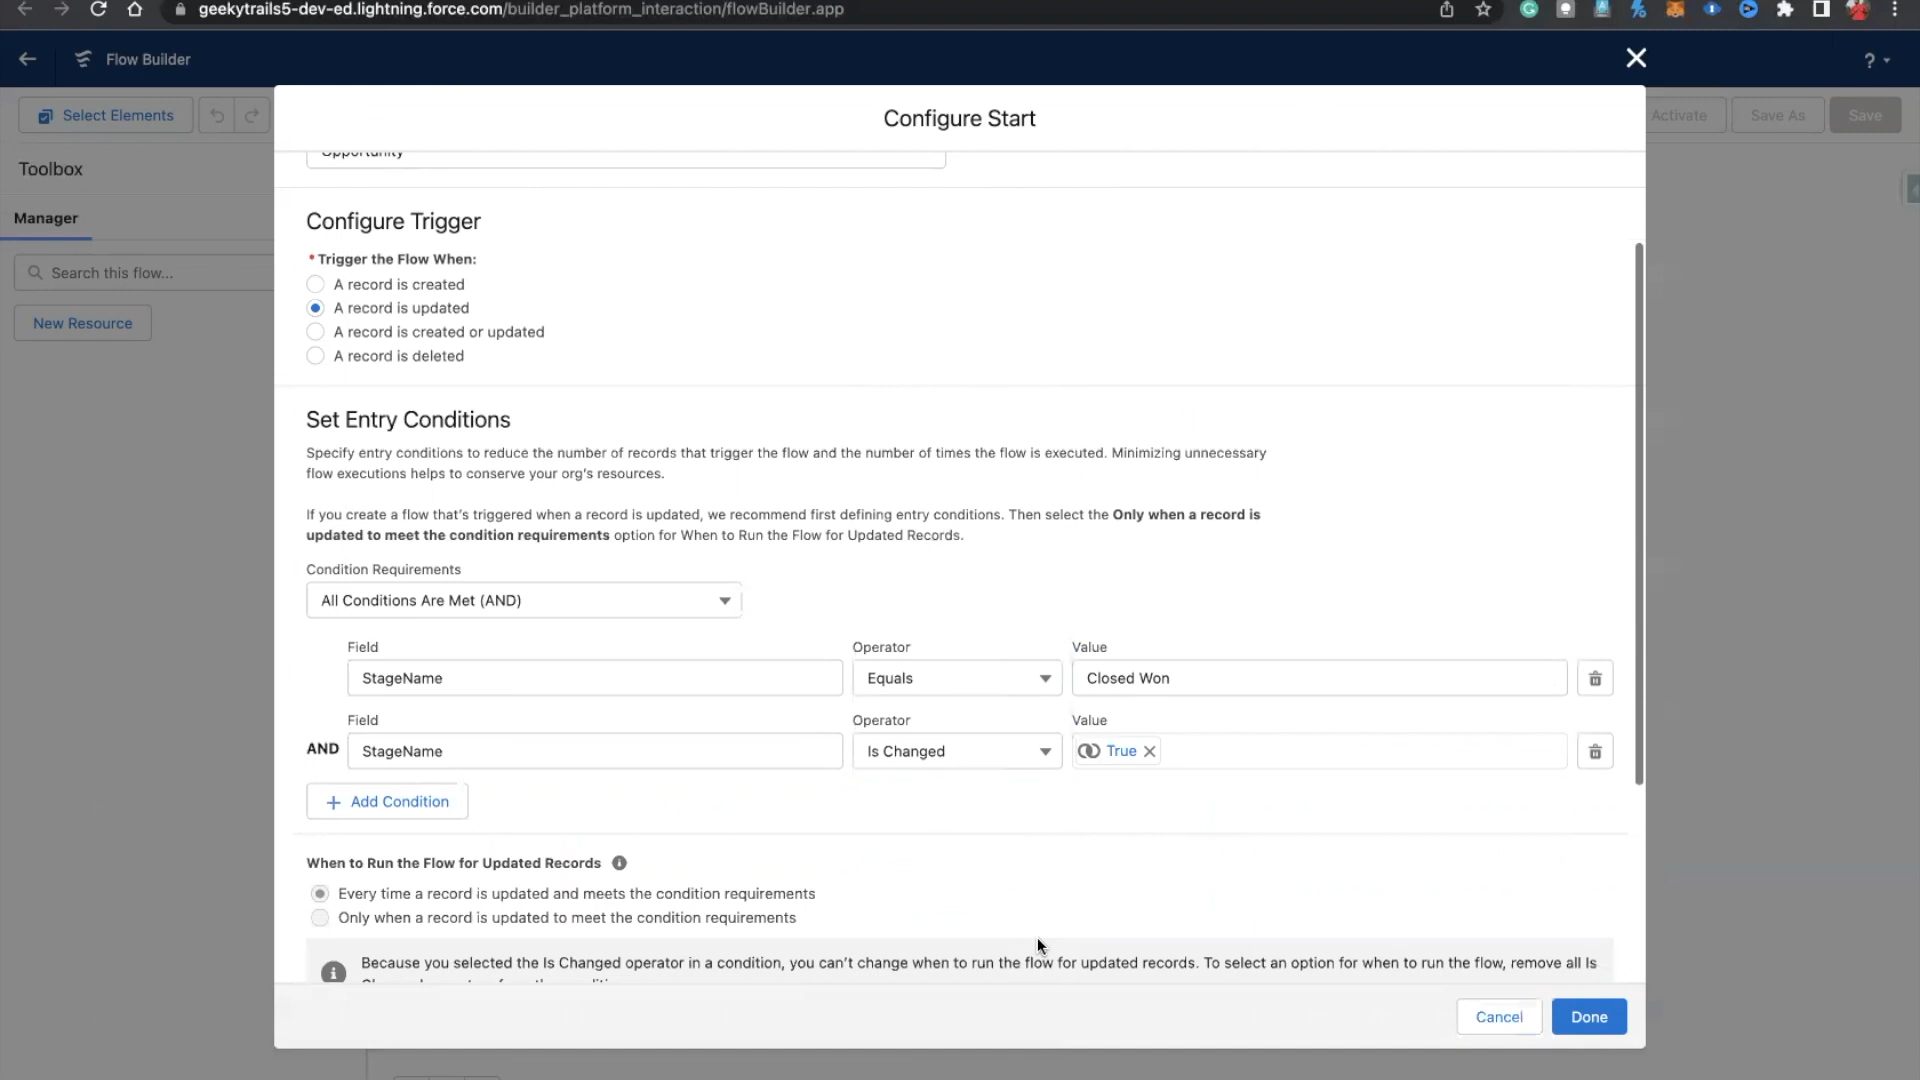 geekytrails5-dev-ed.lightning.force.com/builder_platform_interaction/flowBuilder.app
Flow Builder
?
Select Elements
Configure Start
Activate
Save As
Save
Toolbox
Opportunity
Manager
Configure Trigger
* Trigger the Flow When:
Search this flow...
A record is created
A record is updated
New Resource
A record is created or updated
A record is deleted
Set Entry Conditions
Specify entry conditions to reduce the number of records that trigger the flow and the number of times the flow is executed. Minimizing unnecessary
flow executions helps to conserve your org's resources.
If you create a flow that's triggered when a record is updated, we recommend first defining entry conditions. Then select the Only when a record is
updated to meet the condition requirements option for When to Run the Flow for Updated Records.
Condition Requirements
All Conditions Are Met (AND)
Field Operator Value
StageName Equals Closed Won
Field Operator Value
AND StageName Is Changed True
+ Add Condition
When to Run the Flow for Updated Records
Every time a record is updated and meets the condition requirements
Only when a record is updated to meet the condition requirements
Because you selected the Is Changed operator in a condition, you can't change when to run the flow for updated records. To select an option for when to run the flow, remove all Is
Cancel
Done